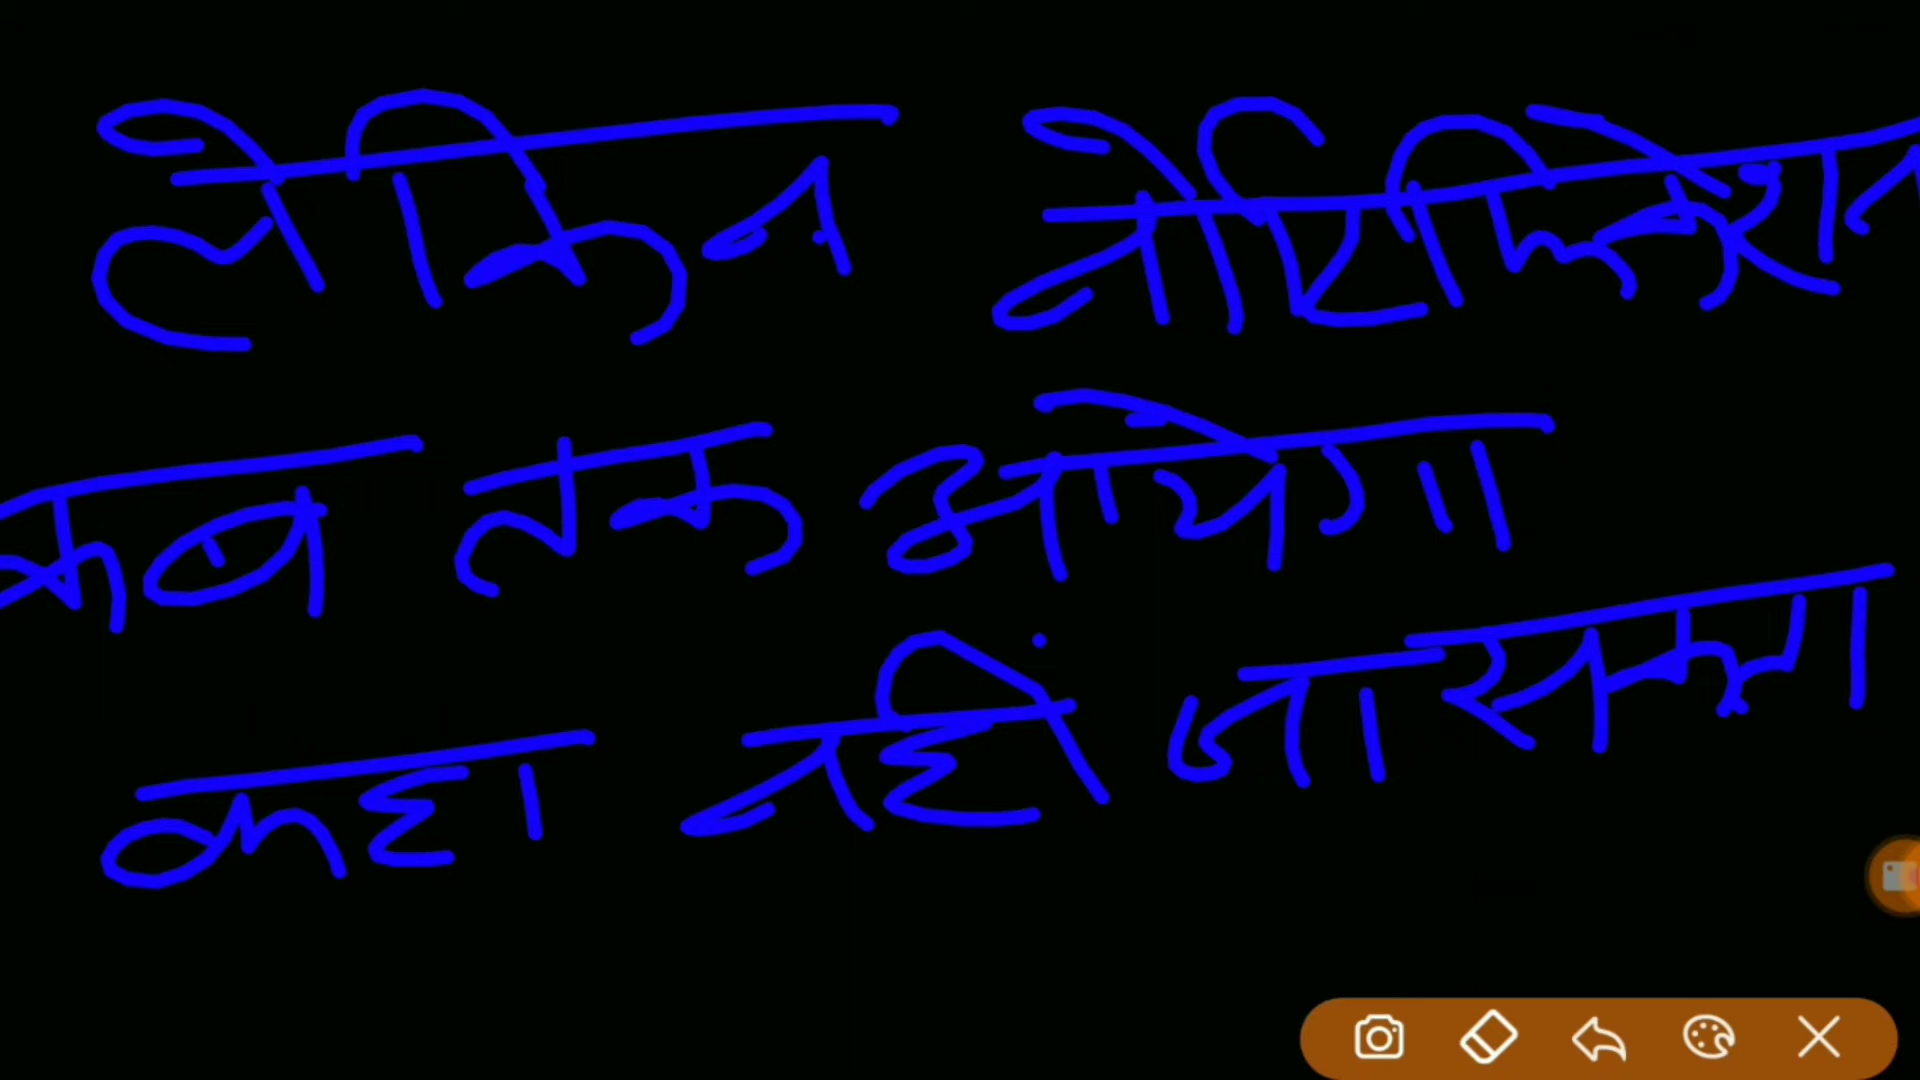 लेकिन नोटिफिकेशन
कब तक आयेगा
कहा नहीं जा सकता